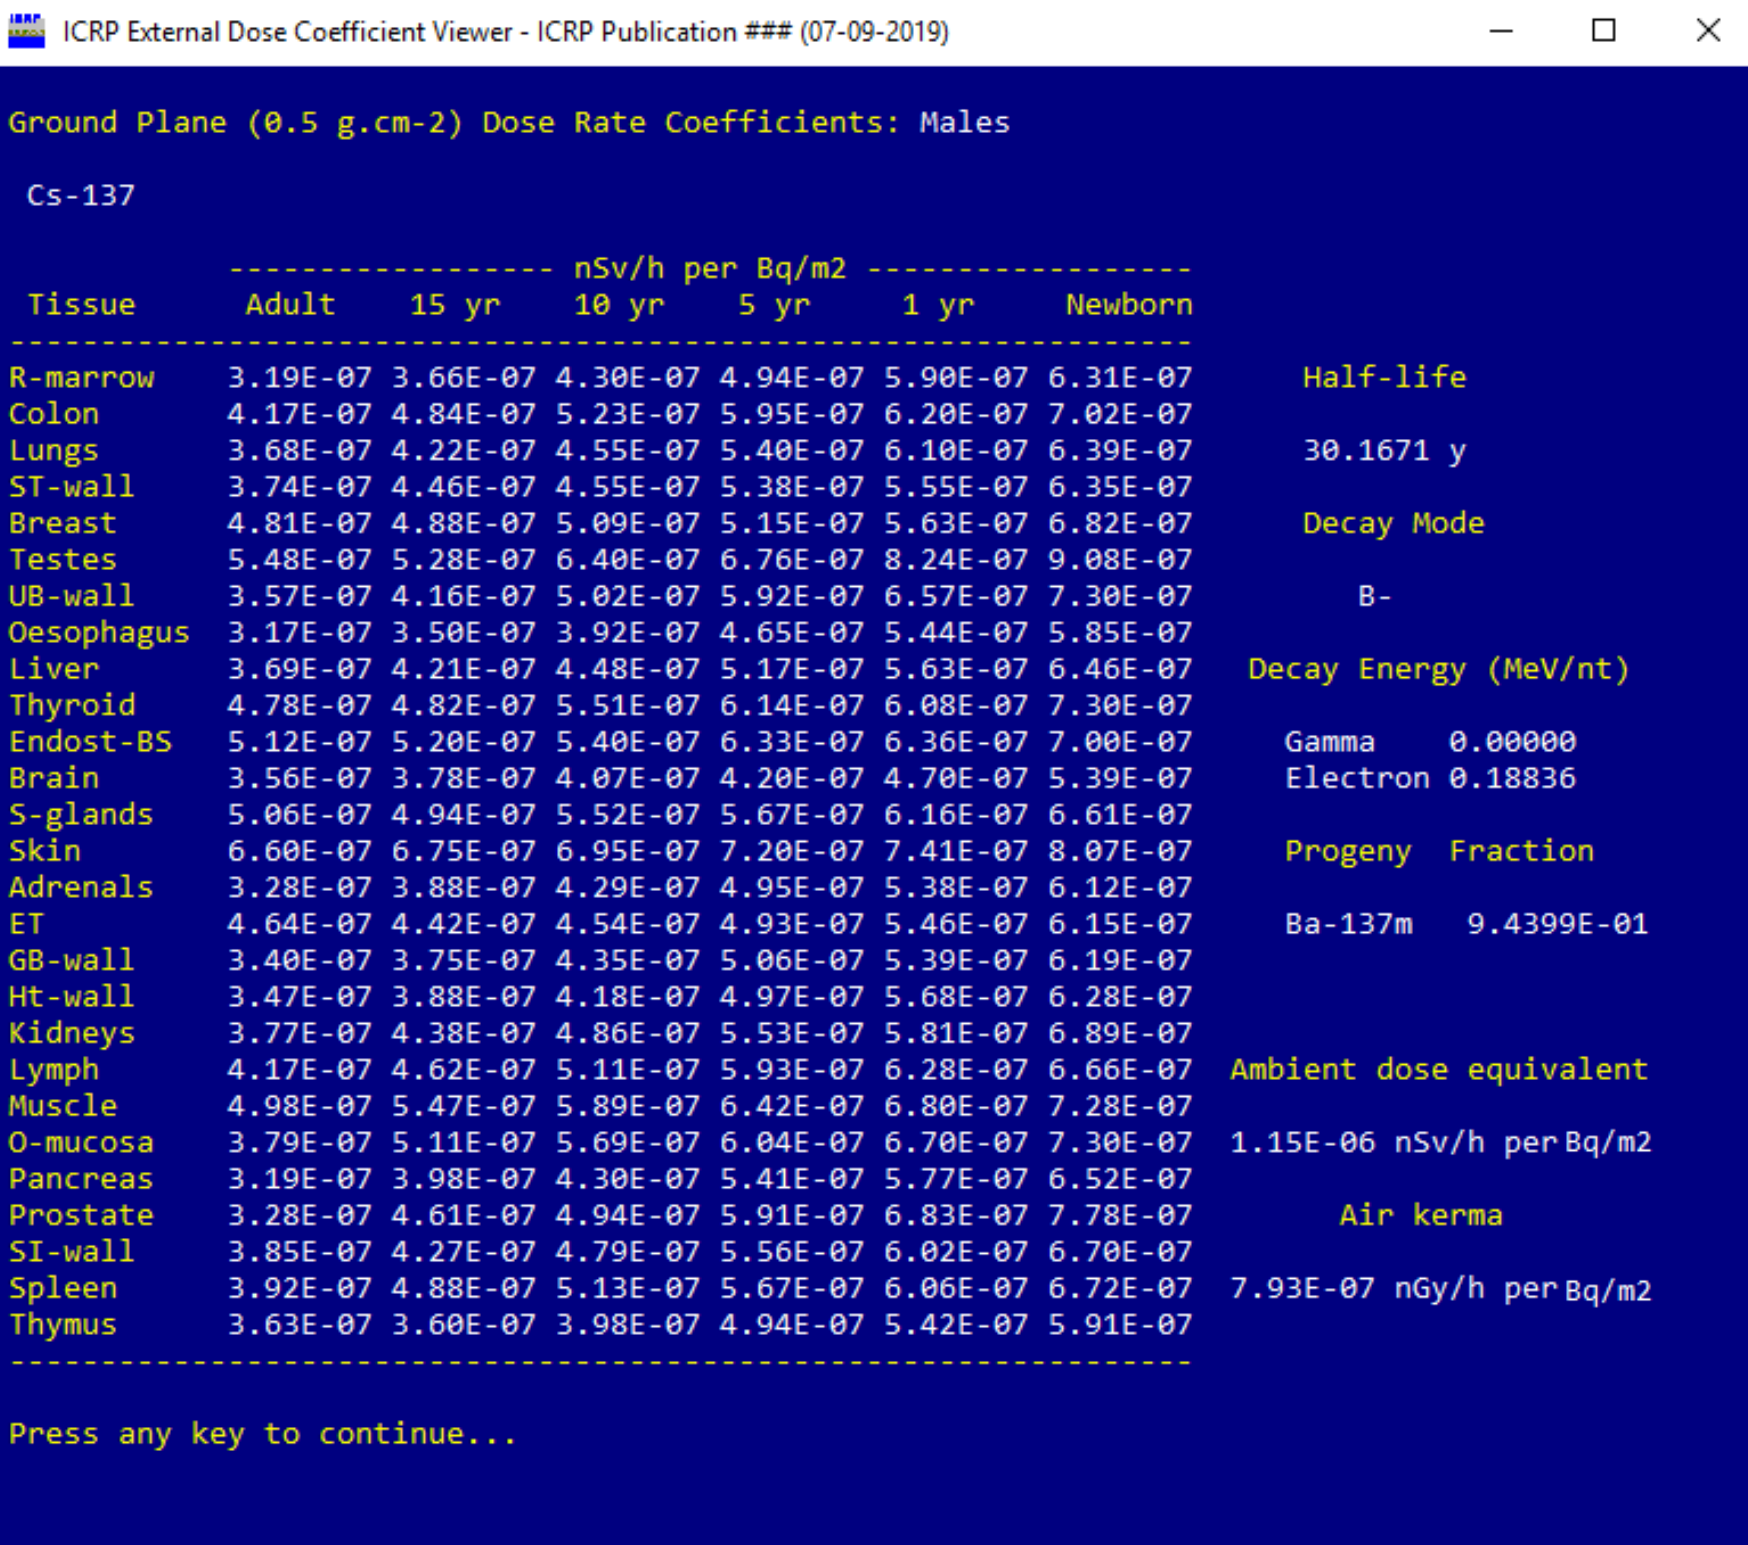 ICRP External Dose Coefficient Viewer - ICRP Publication ### (07-09-2019)
Ground Plane (0.5 g.cm-2) Dose Rate Coefficients: Males
Cs-137
------------------ nSv/h per Bq/m2 ------------------
Tissue Adult 15 yr 10 yr 5 yr 1 yr Newborn
-----------------------------------------------------------------
R-marrow 3.19E-07 3.66E-07 4.30E-07 4.94E-07 5.90E-07 6.31E-07 Half-life
Colon 4.17E-07 4.84E-07 5.23E-07 5.95E-07 6.20E-07 7.02E-07
Lungs 3.68E-07 4.22E-07 4.55E-07 5.40E-07 6.10E-07 6.39E-07 30.1671 y
ST-wall 3.74E-07 4.46E-07 4.55E-07 5.38E-07 5.55E-07 6.35E-07
Breast 4.81E-07 4.88E-07 5.09E-07 5.15E-07 5.63E-07 6.82E-07 Decay Mode
Testes 5.48E-07 5.28E-07 6.40E-07 6.76E-07 8.24E-07 9.08E-07
UB-wall 3.57E-07 4.16E-07 5.02E-07 5.92E-07 6.57E-07 7.30E-07 B-
Oesophagus 3.17E-07 3.50E-07 3.92E-07 4.65E-07 5.44E-07 5.85E-07
Liver 3.69E-07 4.21E-07 4.48E-07 5.17E-07 5.63E-07 6.46E-07 Decay Energy (MeV/nt)
Thyroid 4.78E-07 4.82E-07 5.51E-07 6.14E-07 6.08E-07 7.30E-07
Endost-BS 5.12E-07 5.20E-07 5.40E-07 6.33E-07 6.36E-07 7.00E-07 Gamma 0.00000
Brain 3.56E-07 3.78E-07 4.07E-07 4.20E-07 4.70E-07 5.39E-07 Electron 0.18836
S-glands 5.06E-07 4.94E-07 5.52E-07 5.67E-07 6.16E-07 6.61E-07
Skin 6.60E-07 6.75E-07 6.95E-07 7.20E-07 7.41E-07 8.07E-07 Progeny Fraction
Adrenals 3.28E-07 3.88E-07 4.29E-07 4.95E-07 5.38E-07 6.12E-07
ET 4.64E-07 4.42E-07 4.54E-07 4.93E-07 5.46E-07 6.15E-07 Ba-137m 9.4399E-01
GB-wall 3.40E-07 3.75E-07 4.35E-07 5.06E-07 5.39E-07 6.19E-07
Ht-wall 3.47E-07 3.88E-07 4.18E-07 4.97E-07 5.68E-07 6.28E-07
Kidneys 3.77E-07 4.38E-07 4.86E-07 5.53E-07 5.81E-07 6.89E-07
Lymph 4.17E-07 4.62E-07 5.11E-07 5.93E-07 6.28E-07 6.66E-07 Ambient dose equivalent
Muscle 4.98E-07 5.47E-07 5.89E-07 6.42E-07 6.80E-07 7.28E-07
O-mucosa 3.79E-07 5.11E-07 5.69E-07 6.04E-07 6.70E-07 7.30E-07 1.15E-06 nSv/h per Bq/m2
Pancreas 3.19E-07 3.98E-07 4.30E-07 5.41E-07 5.77E-07 6.52E-07
Prostate 3.28E-07 4.61E-07 4.94E-07 5.91E-07 6.83E-07 7.78E-07 Air kerma
SI-wall 3.85E-07 4.27E-07 4.79E-07 5.56E-07 6.02E-07 6.70E-07
Spleen 3.92E-07 4.88E-07 5.13E-07 5.67E-07 6.06E-07 6.72E-07 7.93E-07 nGy/h per Bq/m2
Thymus 3.63E-07 3.60E-07 3.98E-07 4.94E-07 5.42E-07 5.91E-07
-----------------------------------------------------------------
Press any key to continue...